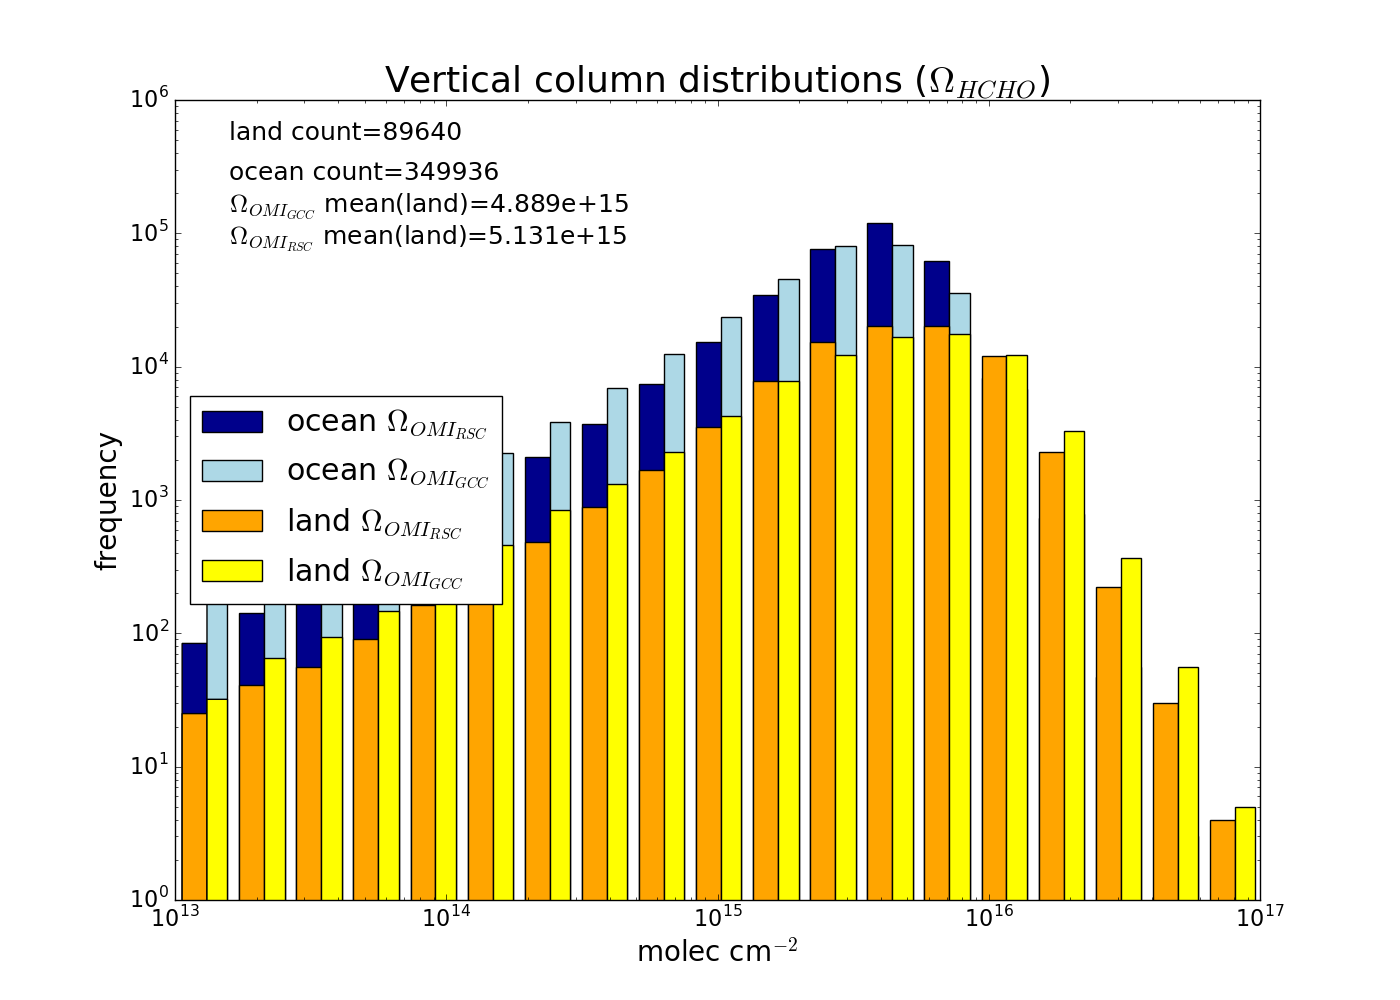 Vertical column distributions (Ω_HCHO)
10^6
land count=89640
ocean count=349936
Ω_OMI_GCC mean(land)=4.889e+15
Ω_OMI_RSC mean(land)=5.131e+15
10^5
10^4
ocean Ω_OMI_RSC
ocean Ω_OMI_GCC
land Ω_OMI_RSC
land Ω_OMI_GCC
frequency
10^3
10^2
10^1
10^0
10^13 10^14 10^15 10^16 10^17
molec cm^−2